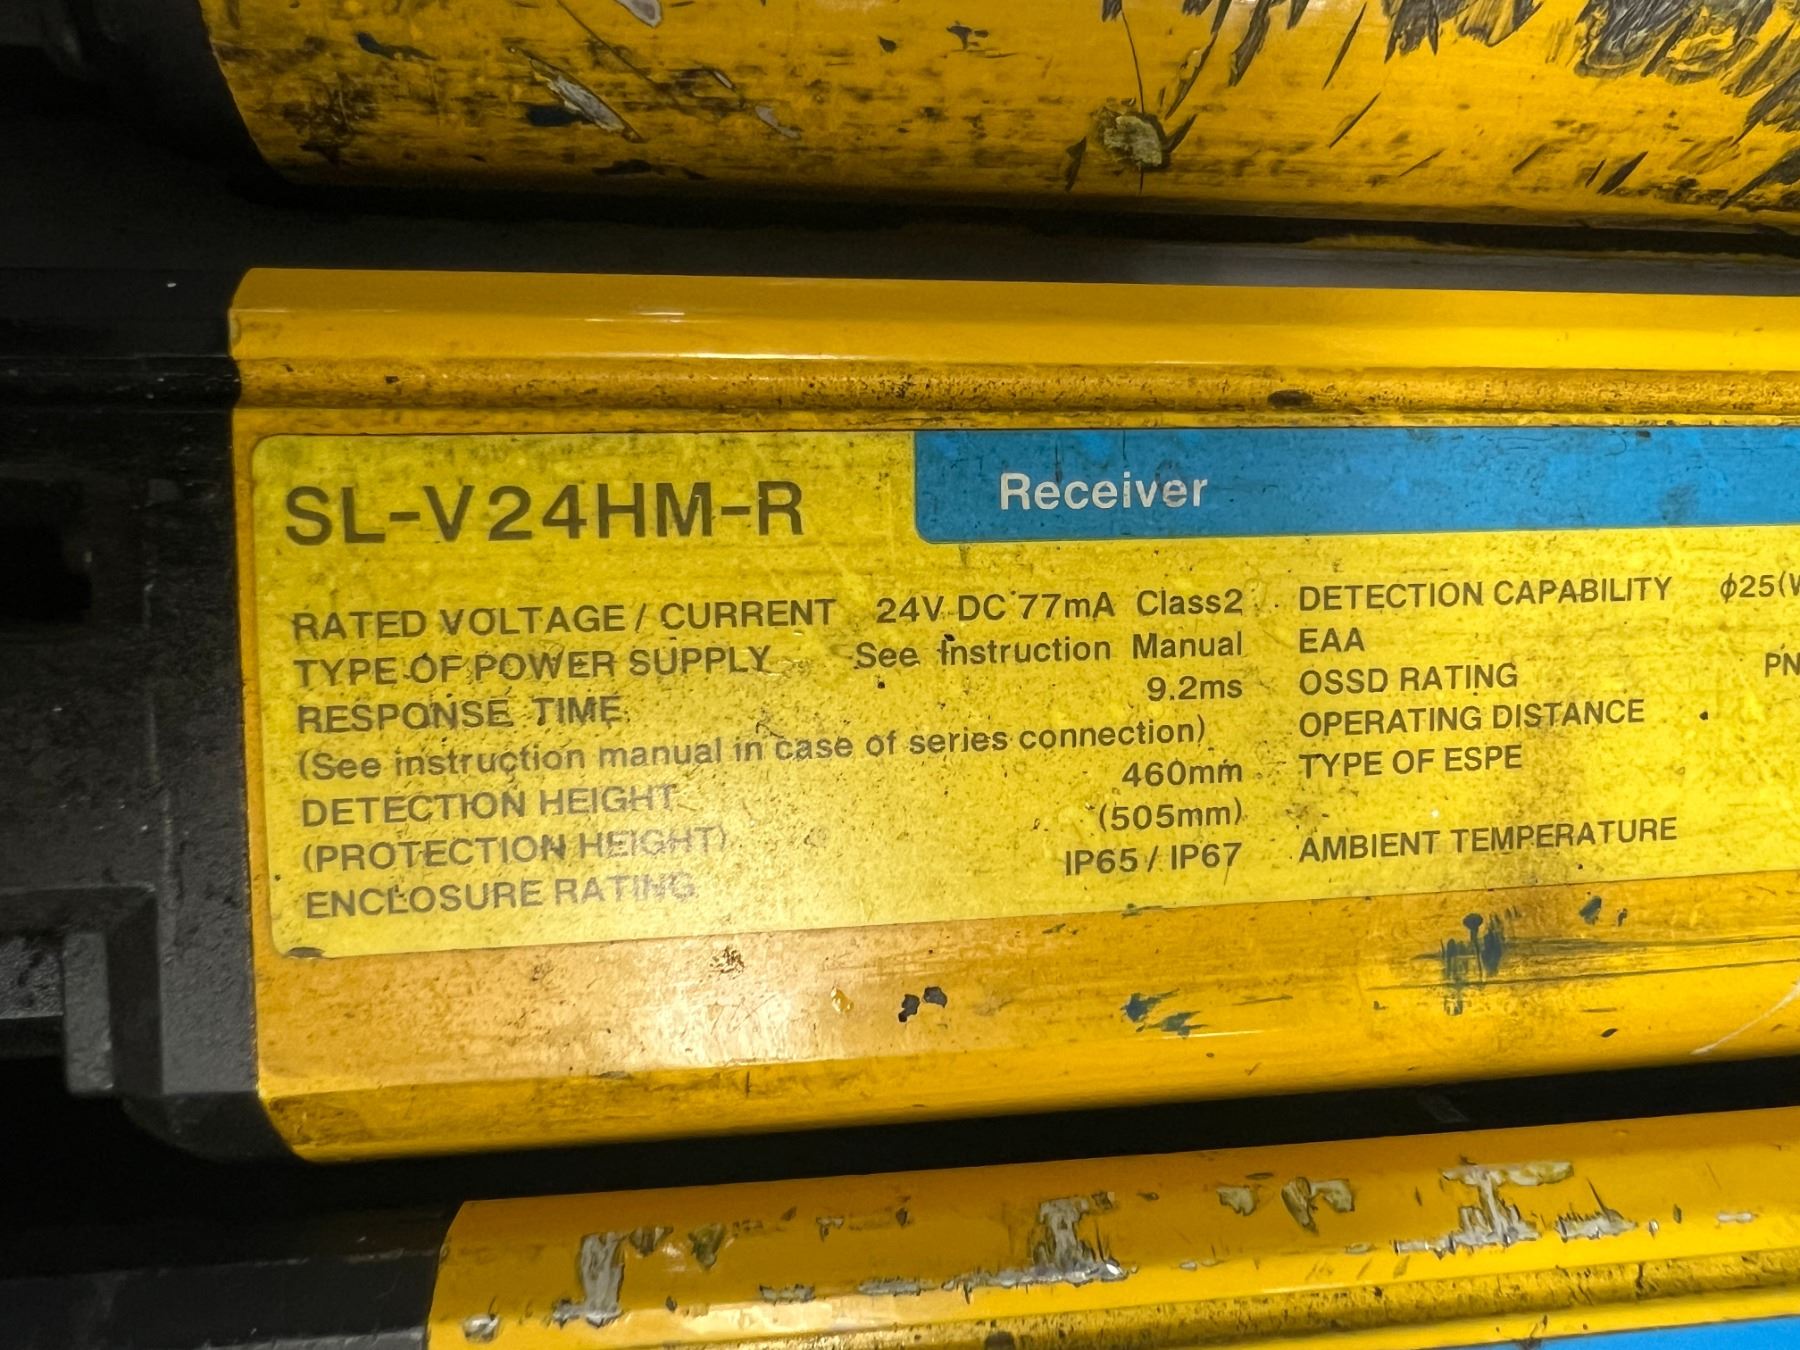 SL-V24HM-R Receiver
RATED VOLTAGE / CURRENT 24V DC 77mA Class2
TYPE OF POWER SUPPLY See Instruction Manual
RESPONSE TIME 9.2ms
(See instruction manual in case of series connection)
DETECTION HEIGHT 460mm
(PROTECTION HEIGHT) (505mm)
ENCLOSURE RATING IP65 / IP67
DETECTION CAPABILITY ϕ25(
EAA
OSSD RATING PN
OPERATING DISTANCE
TYPE OF ESPE
AMBIENT TEMPERATURE